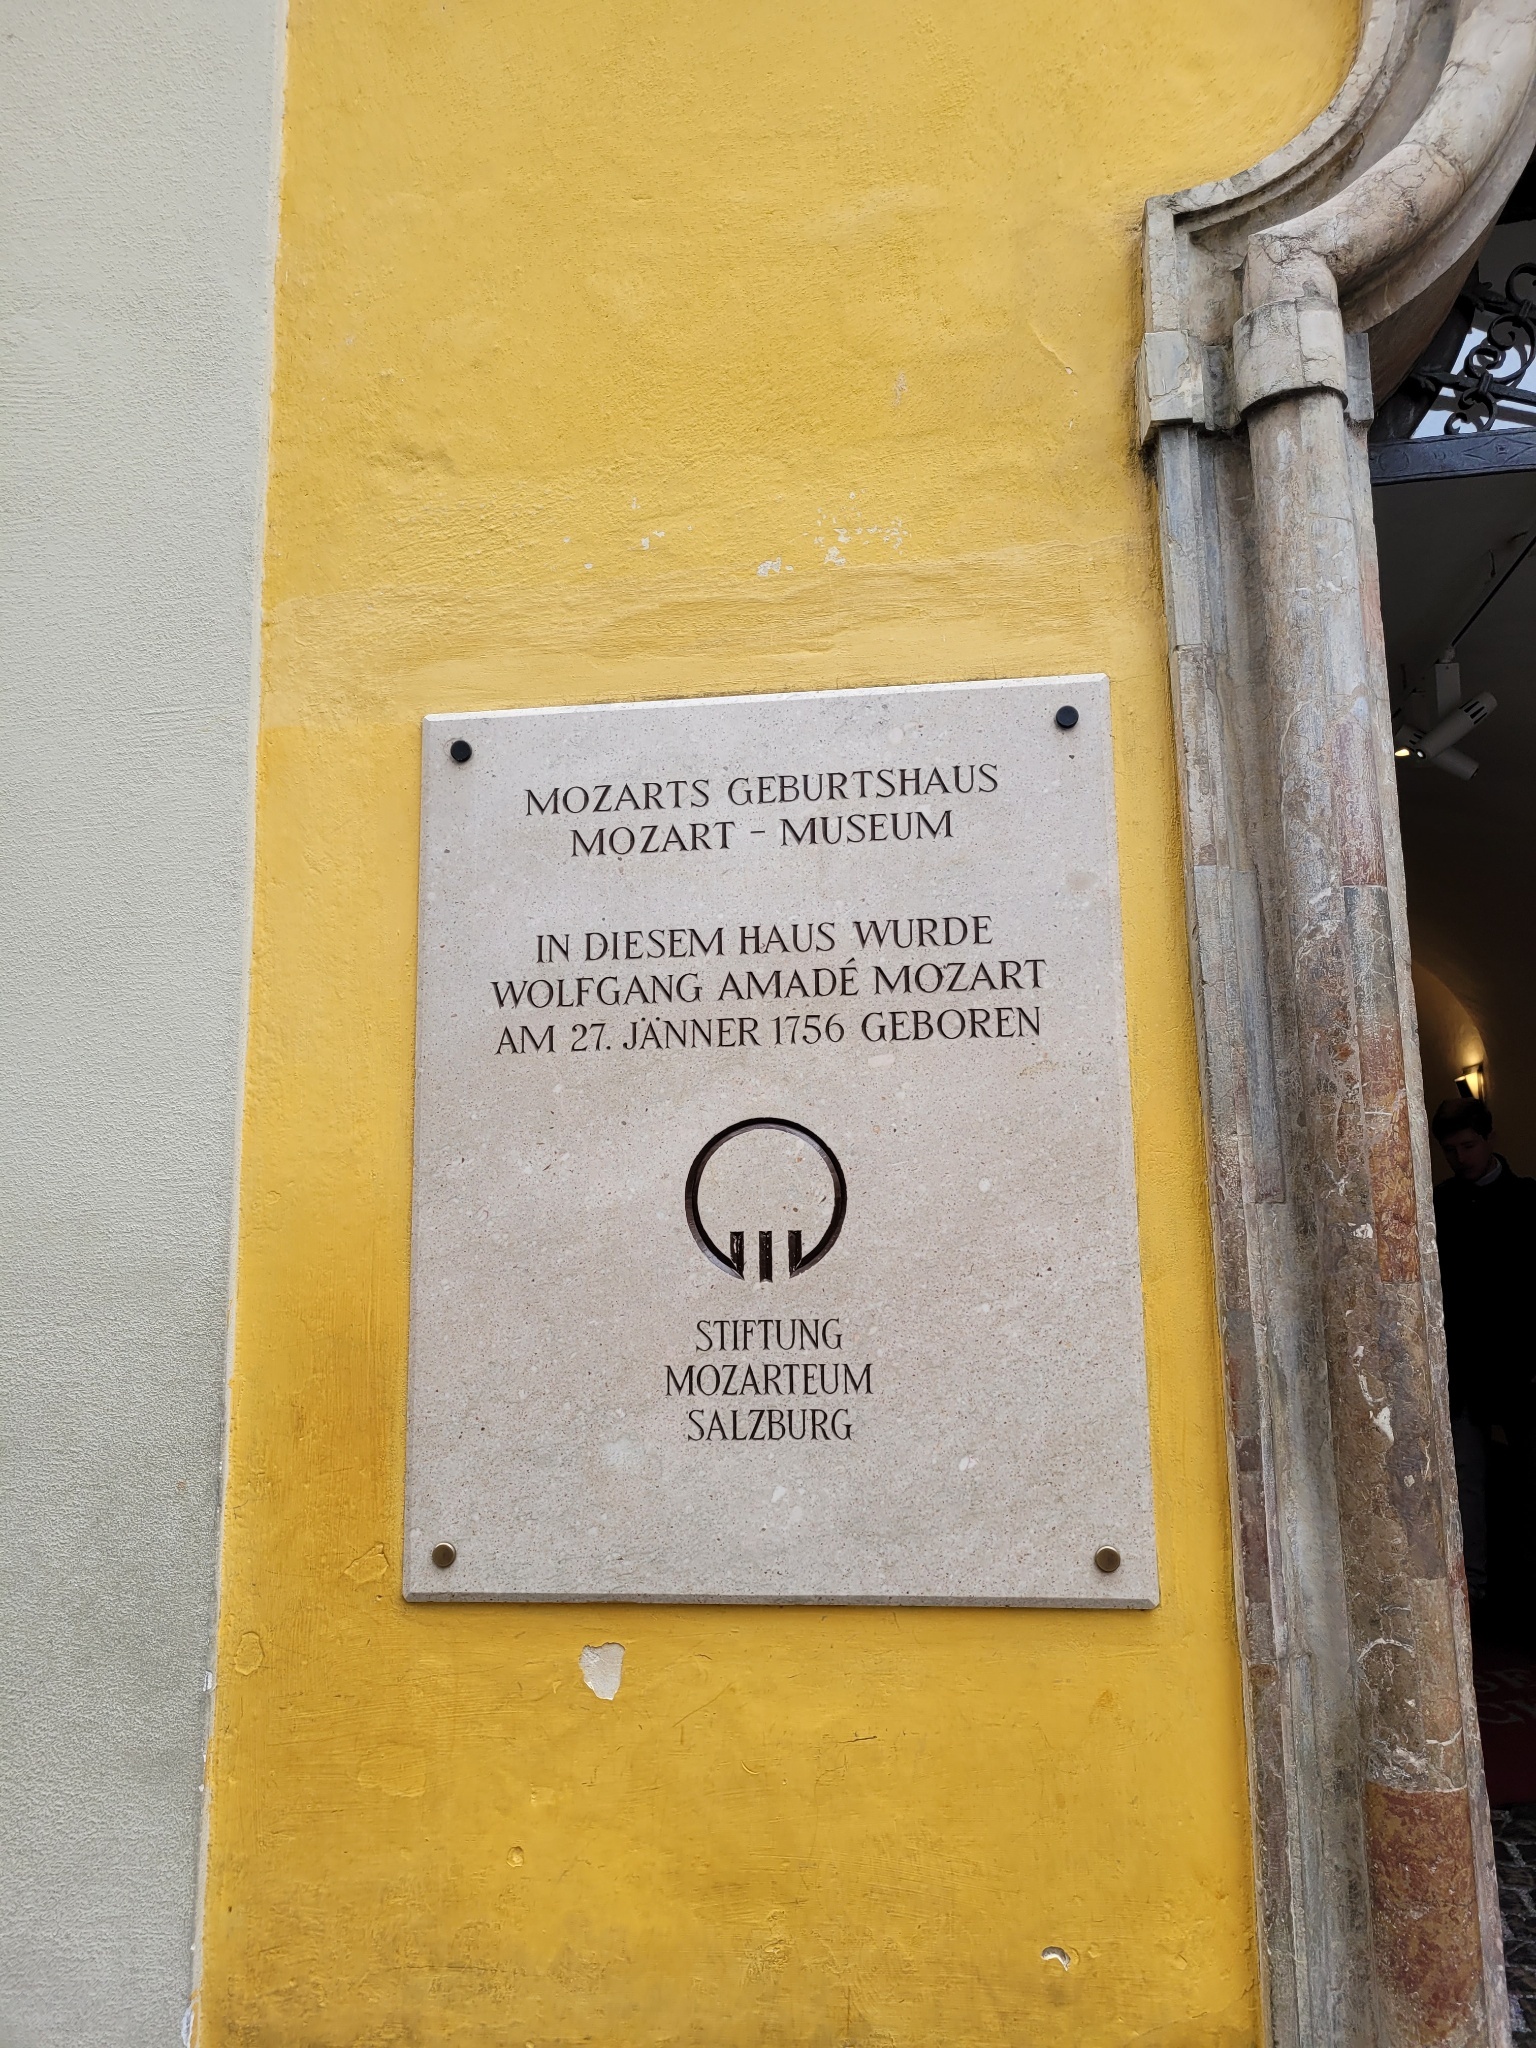 MOZARTS GEBURTSHAUS
MOZART - MUSEUM
IN DIESEM HAUS WURDE
WOLFGANG AMADÉ MOZART
AM 27. JÄNNER 1756 GEBOREN
STIFTUNG
MOZARTEUM
SALZBURG